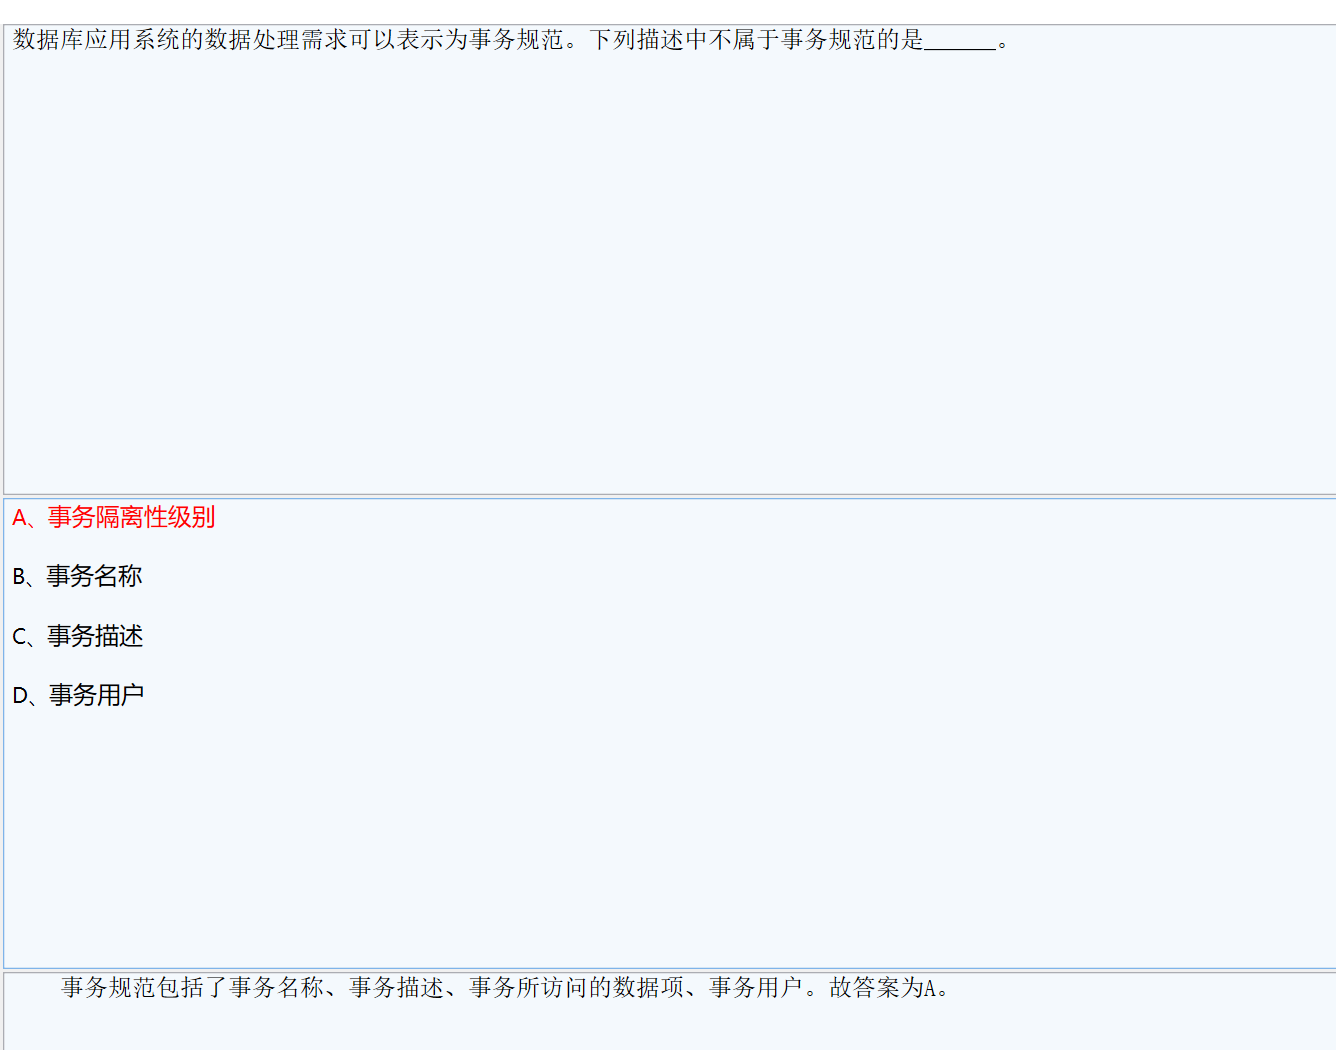 数据库应用系统的数据处理需求可以表示为事务规范。下列描述中不属于事务规范的是______。
A、事务隔离性级别
B、事务名称
C、事务描述
D、事务用户
事务规范包括了事务名称、事务描述、事务所访问的数据项、事务用户。故答案为A。